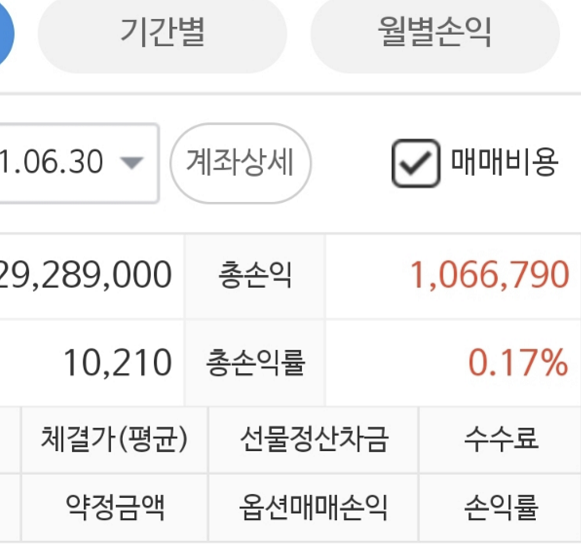 기간별 월별손익
1.06.30 계좌상세 매매비용
29,289,000 총손익 1,066,790
10,210 총손익률 0.17%
체결가(평균) 선물정산차금 수수료
약정금액 옵션매매손익 손익률